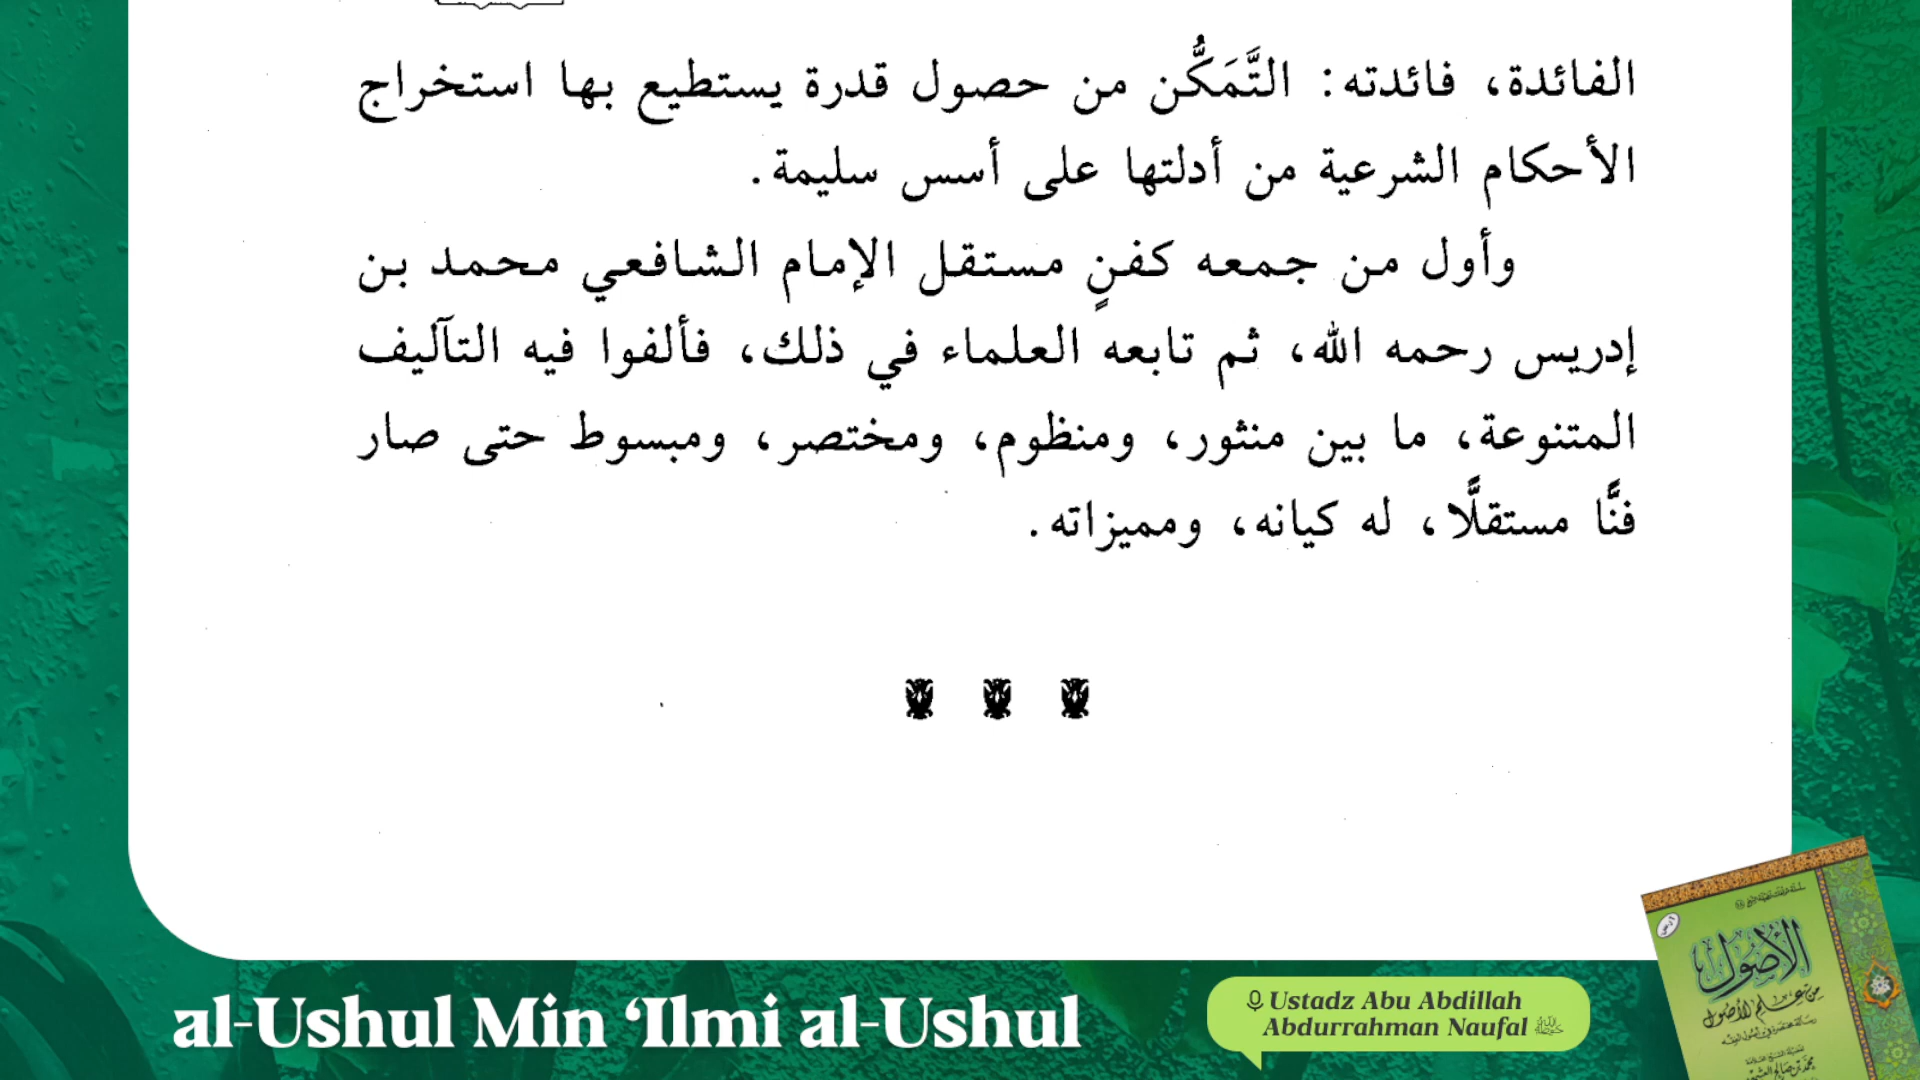 الفائدة، فائدته: التَّمَكُّن من حصول قدرة يستطيع بها استخراج
الأحكام الشرعية من أدلتها على أسس سليمة.
وأول من جمعه كفنٍ مستقل الإمام الشافعي محمد بن
إدريس رحمه الله، ثم تابعه العلماء في ذلك، فألفوا فيه التآليف
المتنوعة، ما بين منثور، ومنظوم، ومختصر، ومبسوط حتى صار
فنًّا مستقلًّا، له كيانه، ومميزاته.
al-Ushul Min ‘Ilmi al-Ushul
Ustadz Abu Abdillah
Abdurrahman Naufal
الأصول
من علم الأصول